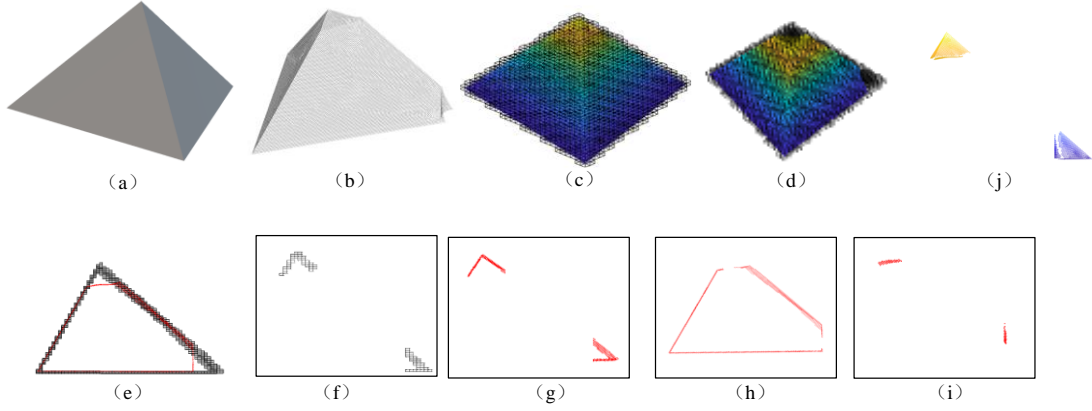 （a） （b） （c） （d） （j）
（e） （f） （g） （h） （i）